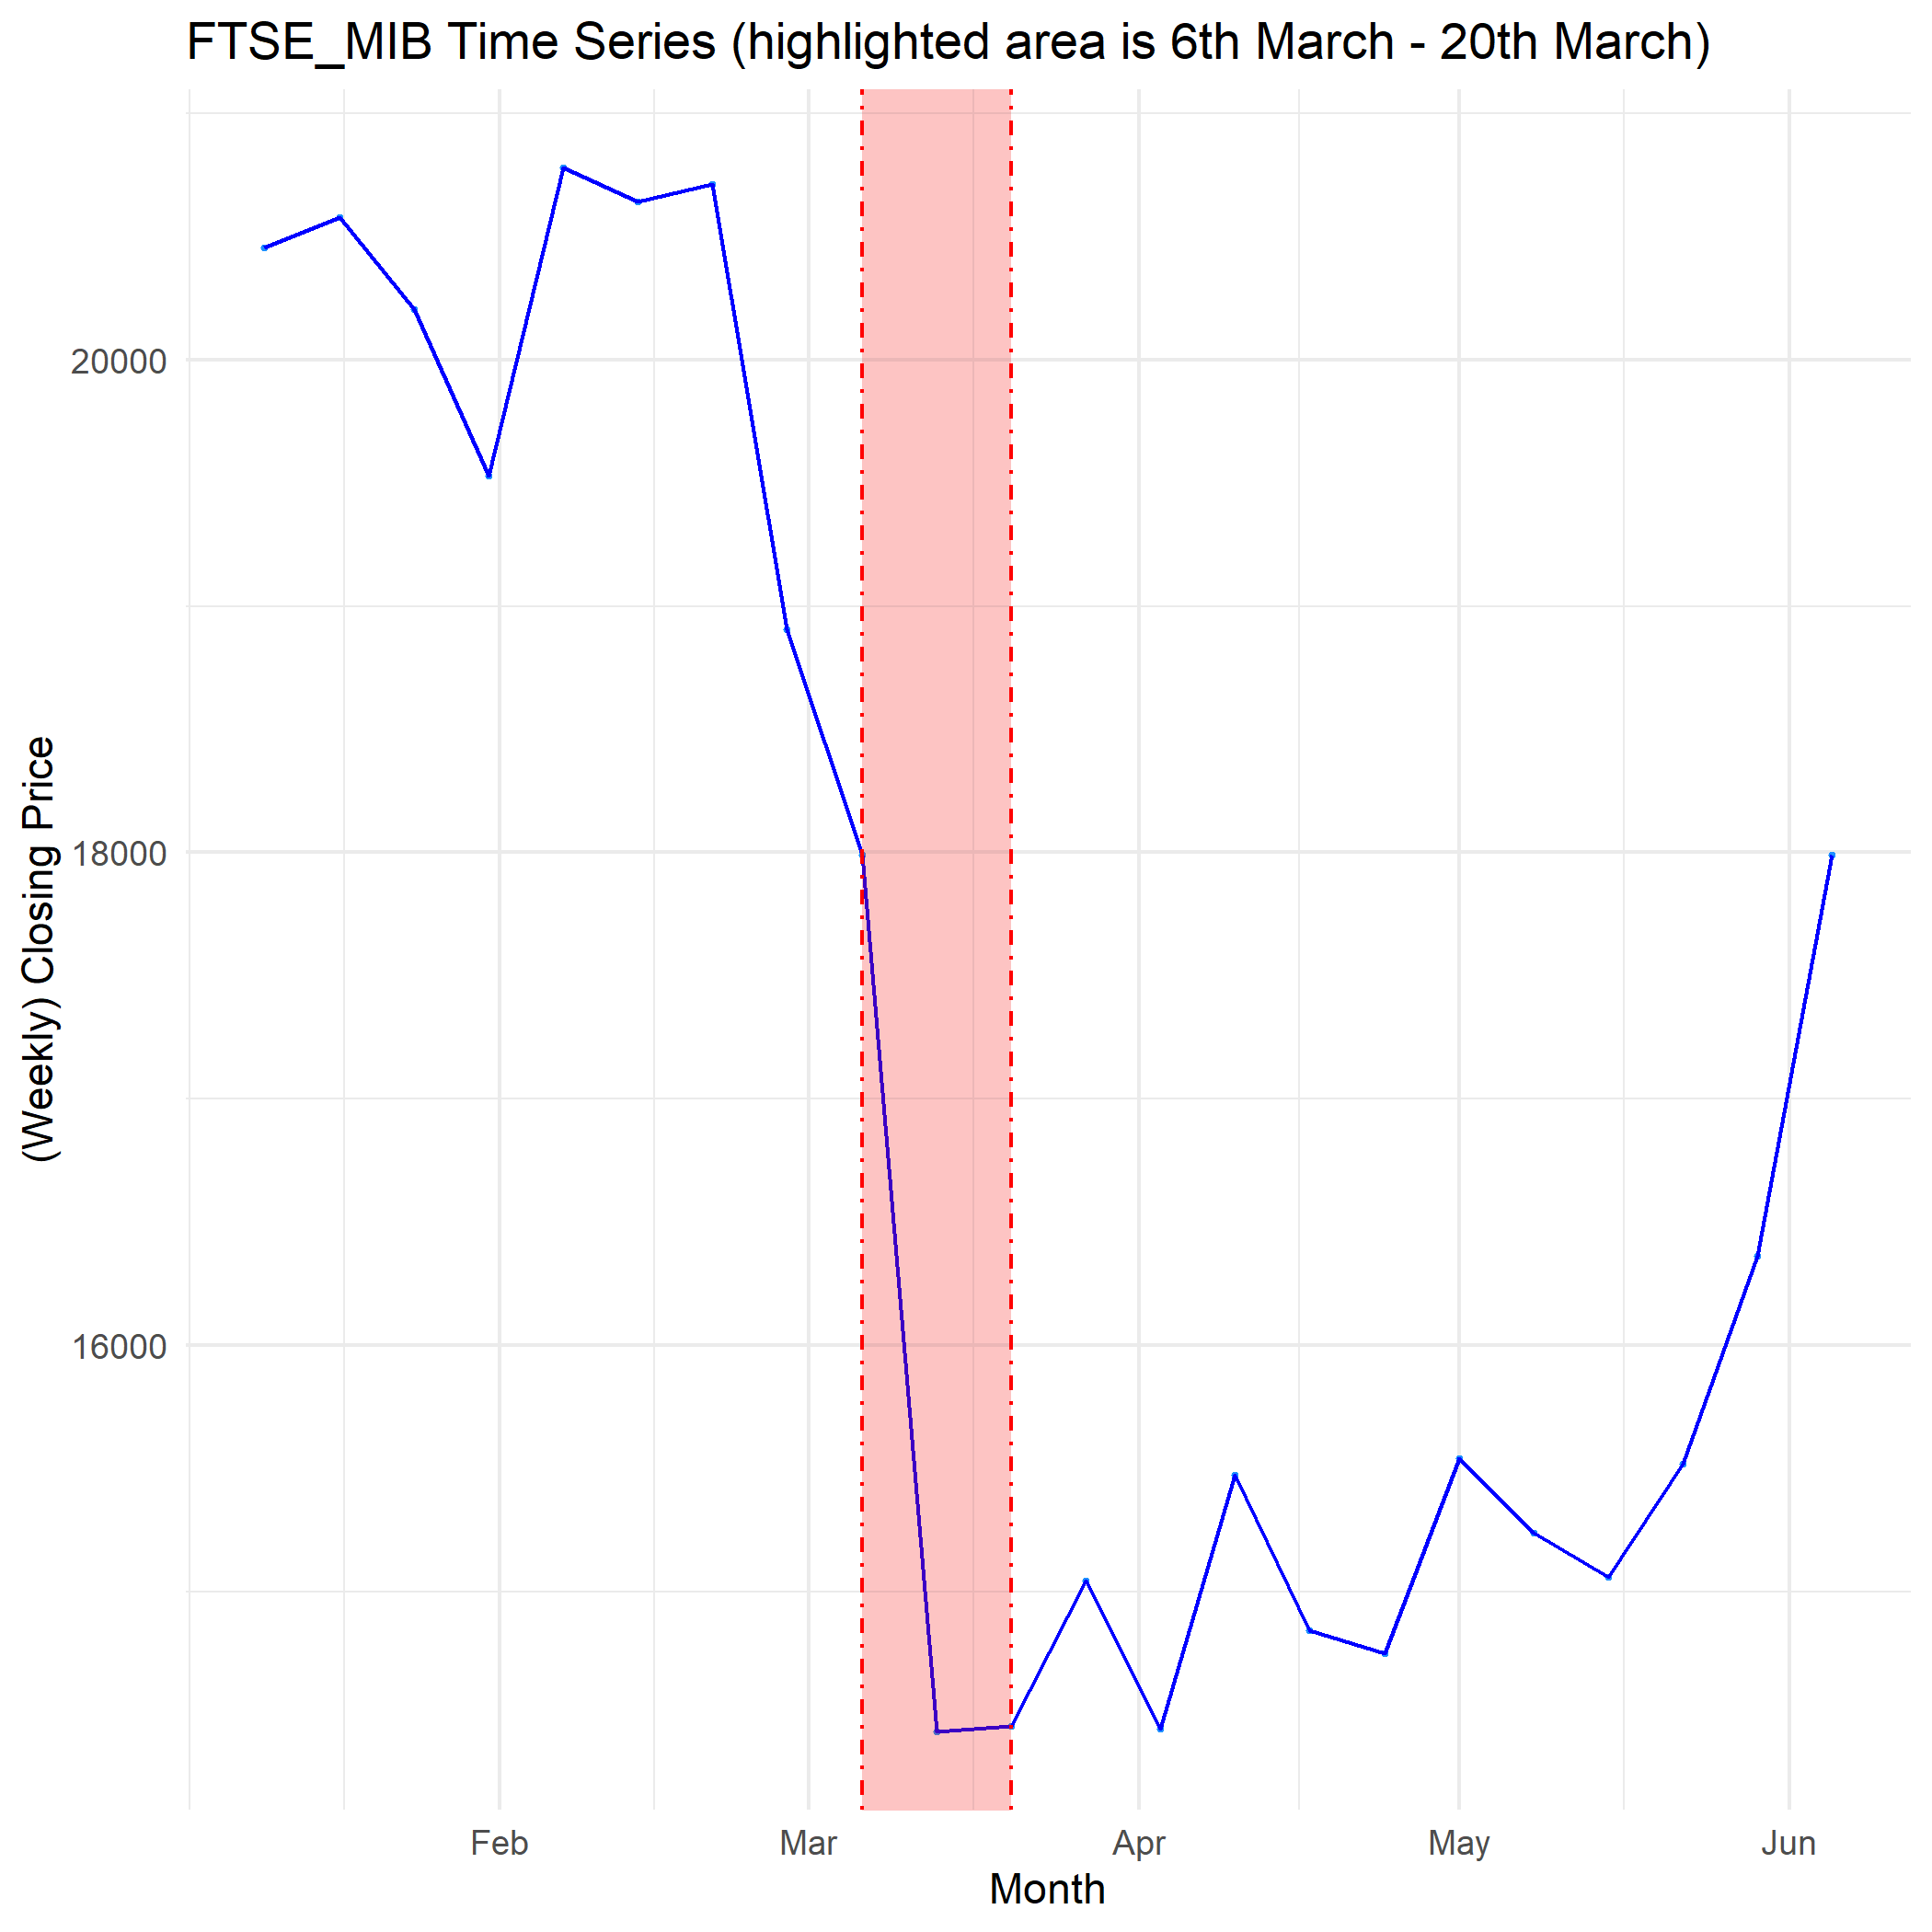 FTSE_MIB Time Series (highlighted area is 6th March - 20th March)
(Weekly) Closing Price
20000
18000
16000
Feb
Mar
Apr
May
Jun
Month